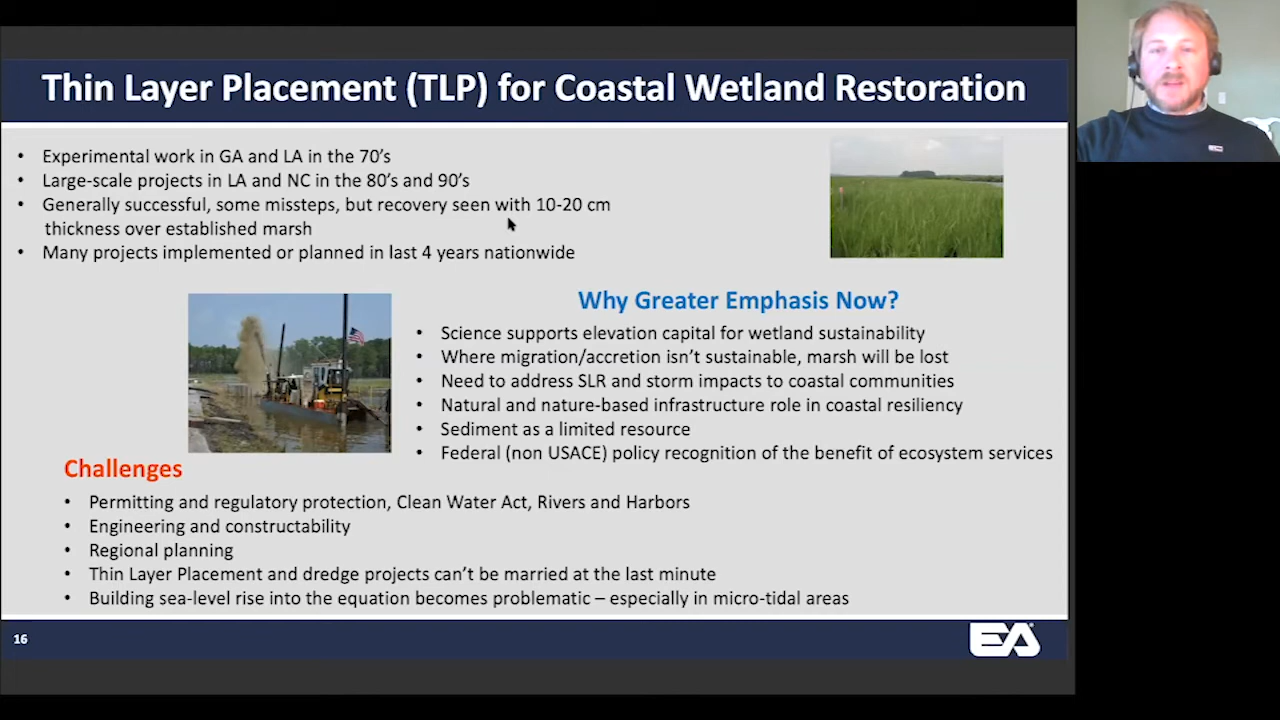 Thin Layer Placement (TLP) for Coastal Wetland Restoration
• Experimental work in GA and LA in the 70's
• Large-scale projects in LA and NC in the 80's and 90's
• Generally successful, some missteps, but recovery seen with 10-20 cm
thickness over established marsh
• Many projects implemented or planned in last 4 years nationwide
Why Greater Emphasis Now?
• Science supports elevation capital for wetland sustainability
• Where migration/accretion isn't sustainable, marsh will be lost
• Need to address SLR and storm impacts to coastal communities
• Natural and nature-based infrastructure role in coastal resiliency
• Sediment as a limited resource
• Federal (non USACE) policy recognition of the benefit of ecosystem services
Challenges
• Permitting and regulatory protection, Clean Water Act, Rivers and Harbors
• Engineering and constructability
• Regional planning
• Thin Layer Placement and dredge projects can't be married at the last minute
• Building sea-level rise into the equation becomes problematic – especially in micro-tidal areas
16
EA